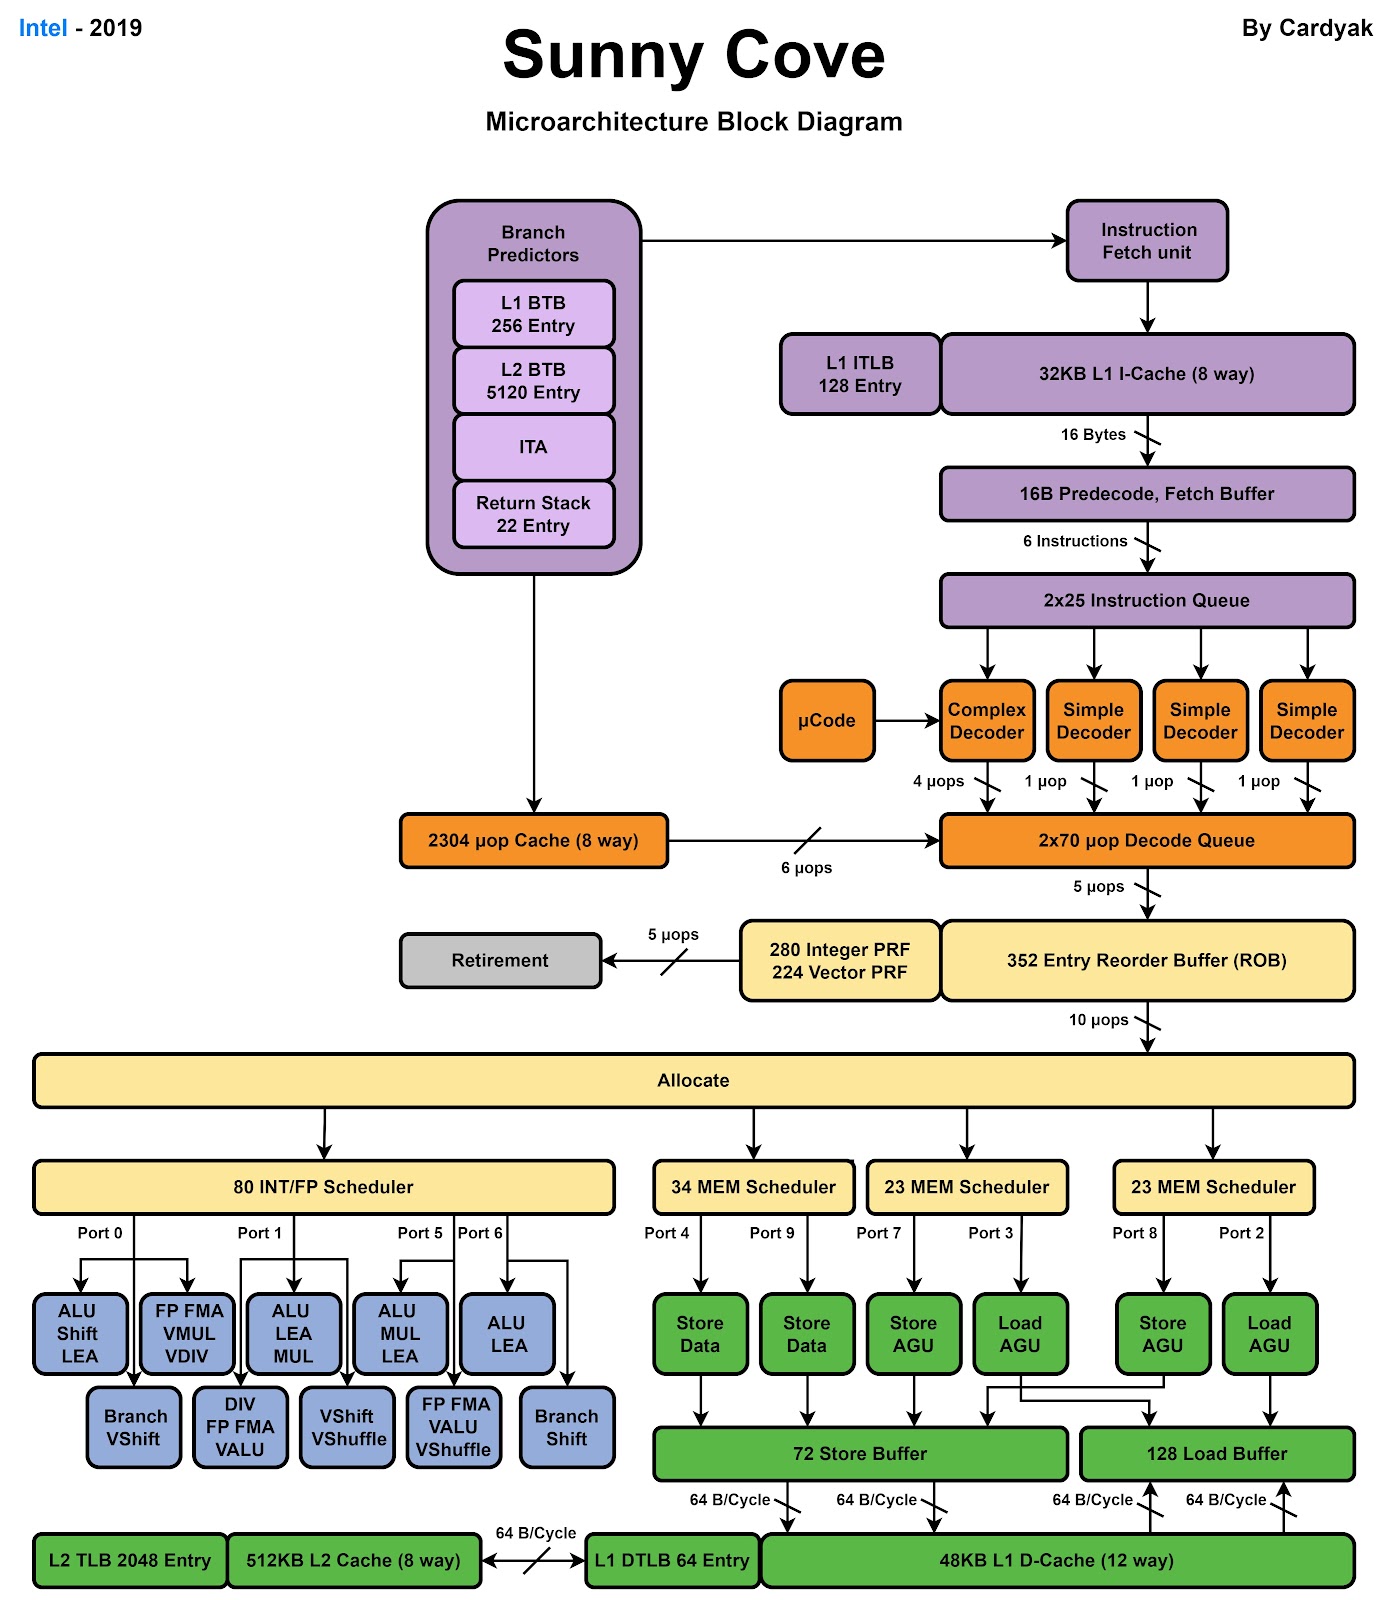 Intel - 2019
By Cardyak
Sunny Cove
Microarchitecture Block Diagram
Branch
Predictors
L1 BTB
256 Entry
L2 BTB
5120 Entry
ITA
Return Stack
22 Entry
Instruction
Fetch unit
L1 ITLB
128 Entry
32KB L1 I-Cache (8 way)
16 Bytes
16B Predecode, Fetch Buffer
6 Instructions
2x25 Instruction Queue
µCode
Complex
Decoder
Simple
Decoder
Simple
Decoder
Simple
Decoder
4 µops
1 µop
1 µop
1 µop
2304 µop Cache (8 way)
6 µops
2x70 µop Decode Queue
5 µops
Retirement
5 µops
280 Integer PRF
224 Vector PRF
352 Entry Reorder Buffer (ROB)
10 µops
Allocate
80 INT/FP Scheduler
34 MEM Scheduler
23 MEM Scheduler
23 MEM Scheduler
Port 0
Port 1
Port 5
Port 6
Port 4
Port 9
Port 7
Port 3
Port 8
Port 2
ALU
Shift
LEA
FP FMA
VMUL
VDIV
ALU
LEA
MUL
ALU
MUL
LEA
ALU
LEA
Store
Data
Store
Data
Store
AGU
Load
AGU
Store
AGU
Load
AGU
Branch
VShift
DIV
FP FMA
VALU
VShift
VShuffle
FP FMA
VALU
VShuffle
Branch
Shift
72 Store Buffer
128 Load Buffer
64 B/Cycle
64 B/Cycle
64 B/Cycle
64 B/Cycle
L2 TLB 2048 Entry
512KB L2 Cache (8 way)
64 B/Cycle
L1 DTLB 64 Entry
48KB L1 D-Cache (12 way)